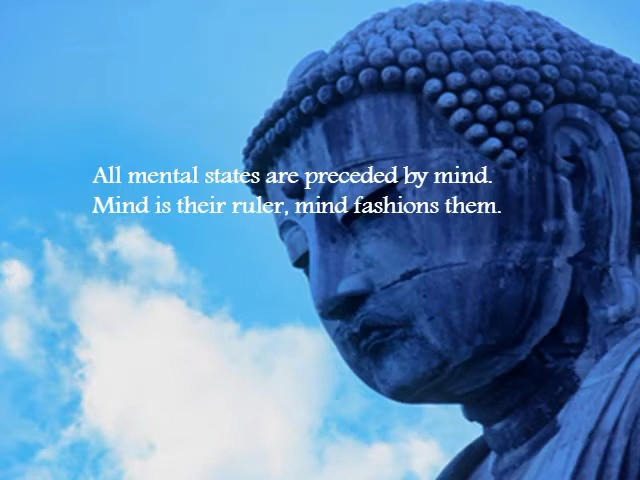 All mental states are preceded by mind.
Mind is their ruler, mind fashions them.